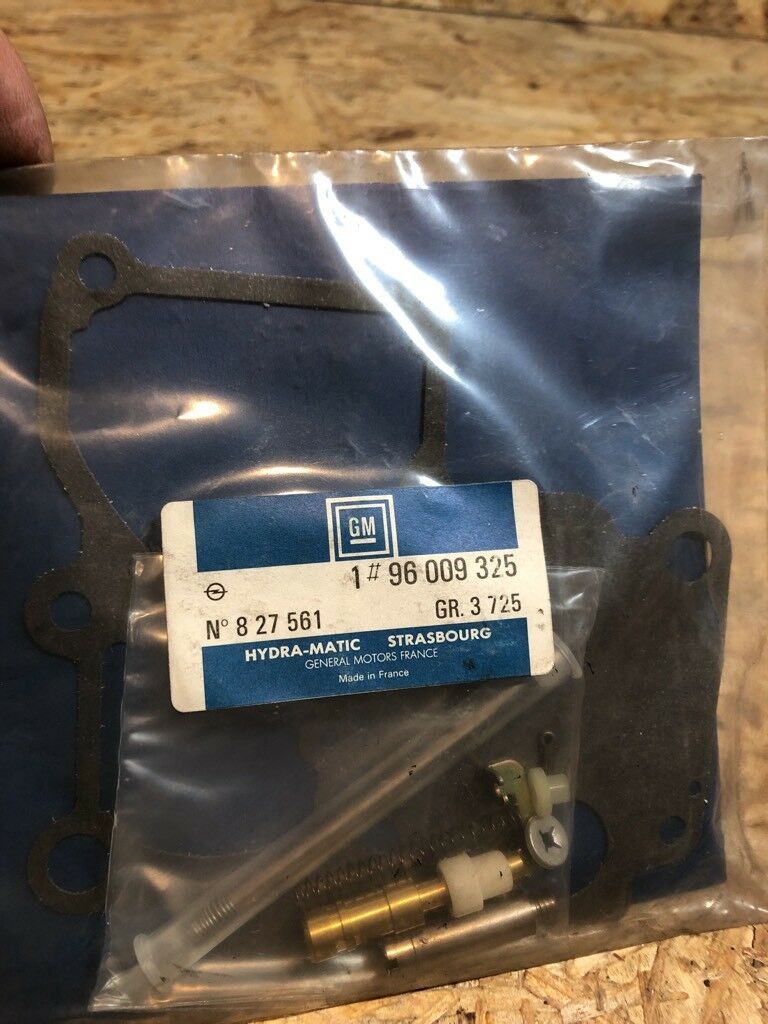 GM
1 # 96 009 325
N° 8 27 561 GR. 3 725
HYDRA-MATIC STRASBOURG
GENERAL MOTORS FRANCE
Made in France